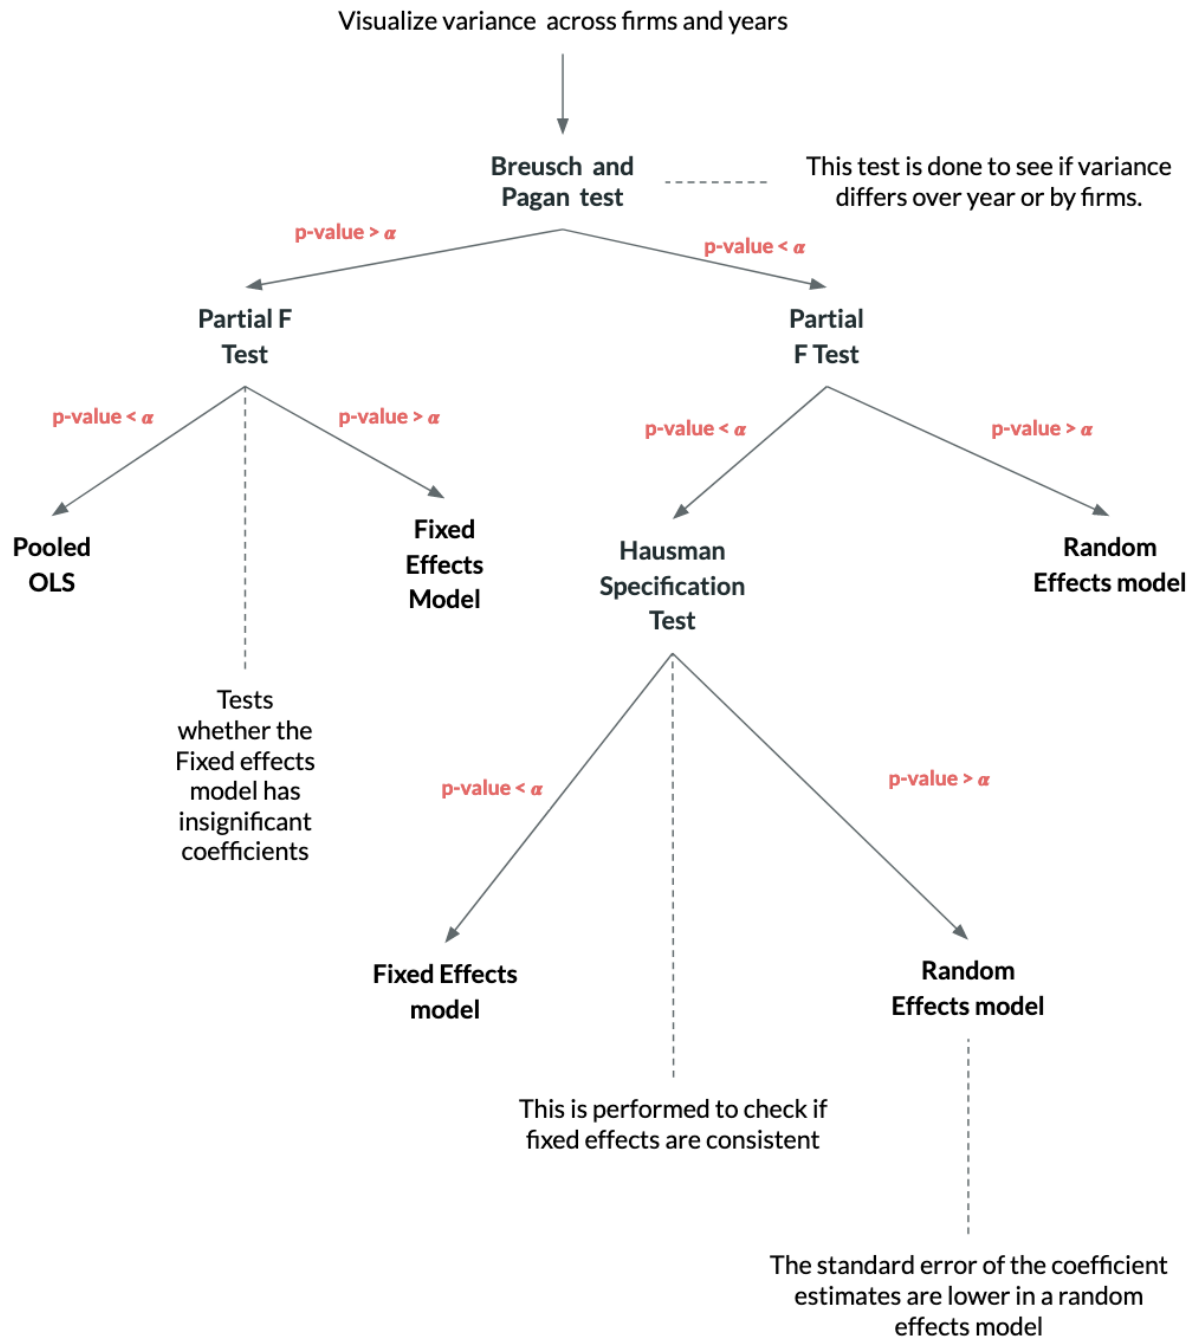 Visualize variance across firms and years
Breusch and
Pagan test
This test is done to see if variance
differs over year or by firms.
p-value > α
p-value < α
Partial F
Test
Partial
F Test
p-value < α
p-value > α
p-value < α
p-value > α
Pooled
OLS
Fixed
Effects
Model
Hausman
Specification
Test
Random
Effects model
Tests
whether the
Fixed effects
model has
insignificant
coefficients
p-value < α
p-value > α
Fixed Effects
model
Random
Effects model
This is performed to check if
fixed effects are consistent
The standard error of the coefficient
estimates are lower in a random
effects model